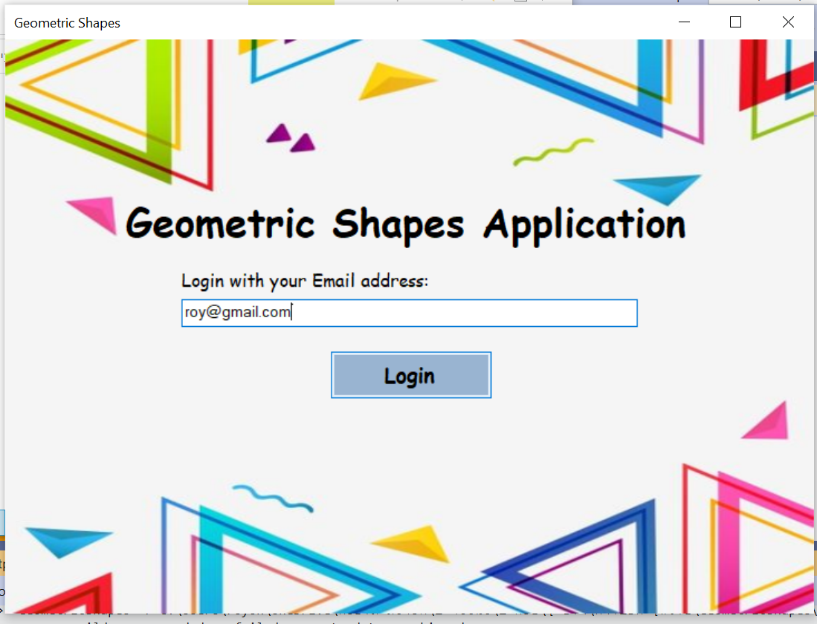 Geometric Shapes
Geometric Shapes Application
Login with your Email address:
roy@gmail.com
Login